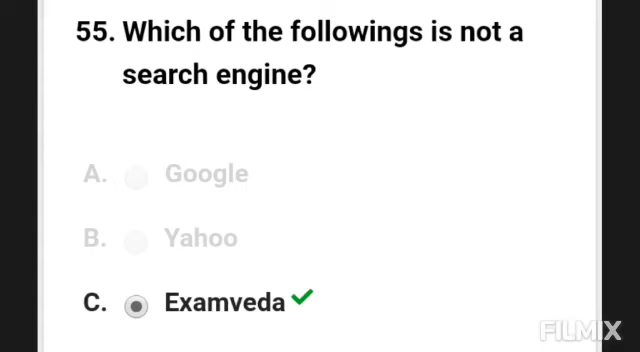 55. Which of the followings is not a
search engine?
A. Google
B. Yahoo
C. Examveda
FILMIX